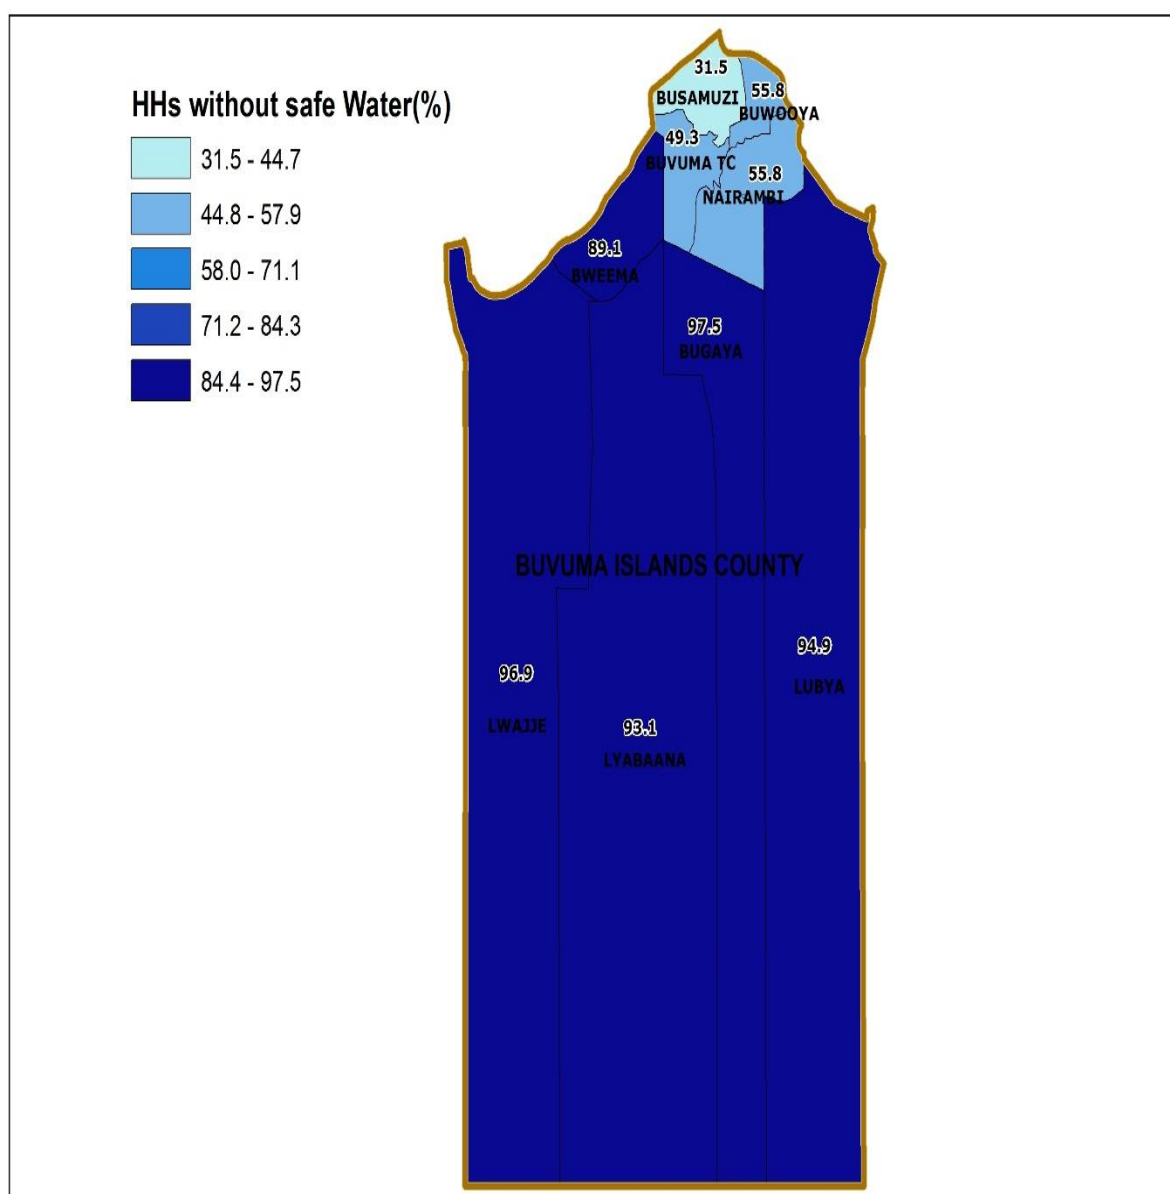 HHs without safe Water(%)
31.5 - 44.7
44.8 - 57.9
58.0 - 71.1
71.2 - 84.3
84.4 - 97.5
31.5
BUSAMUZI
55.8
BUWOOYA
49.3
BUVUMA TC
55.8
NAIRAMBI
89.1
BWEEMA
97.5
BUGAYA
BUVUMA ISLANDS COUNTY
96.9
LWAJJE
93.1
LYABAANA
94.9
LUBYA